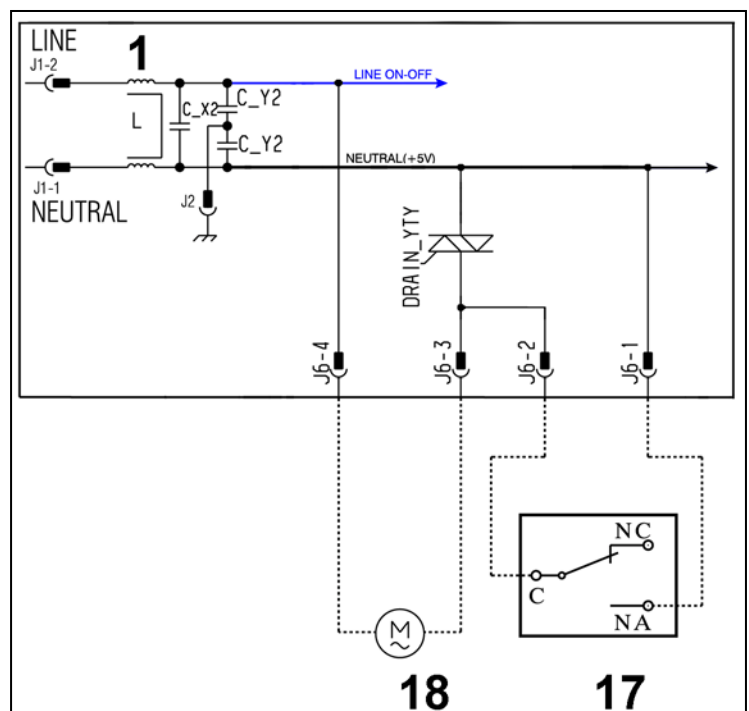 LINE
1
J1-2
LINE ON-OFF
C_X2
C_Y2
L
C_Y2
NEUTRAL(+5V)
J1-1
NEUTRAL
J2
DRAIN_YTY
J6-4
J6-3
J6-2
J6-1
NC
C
NA
M
18
17